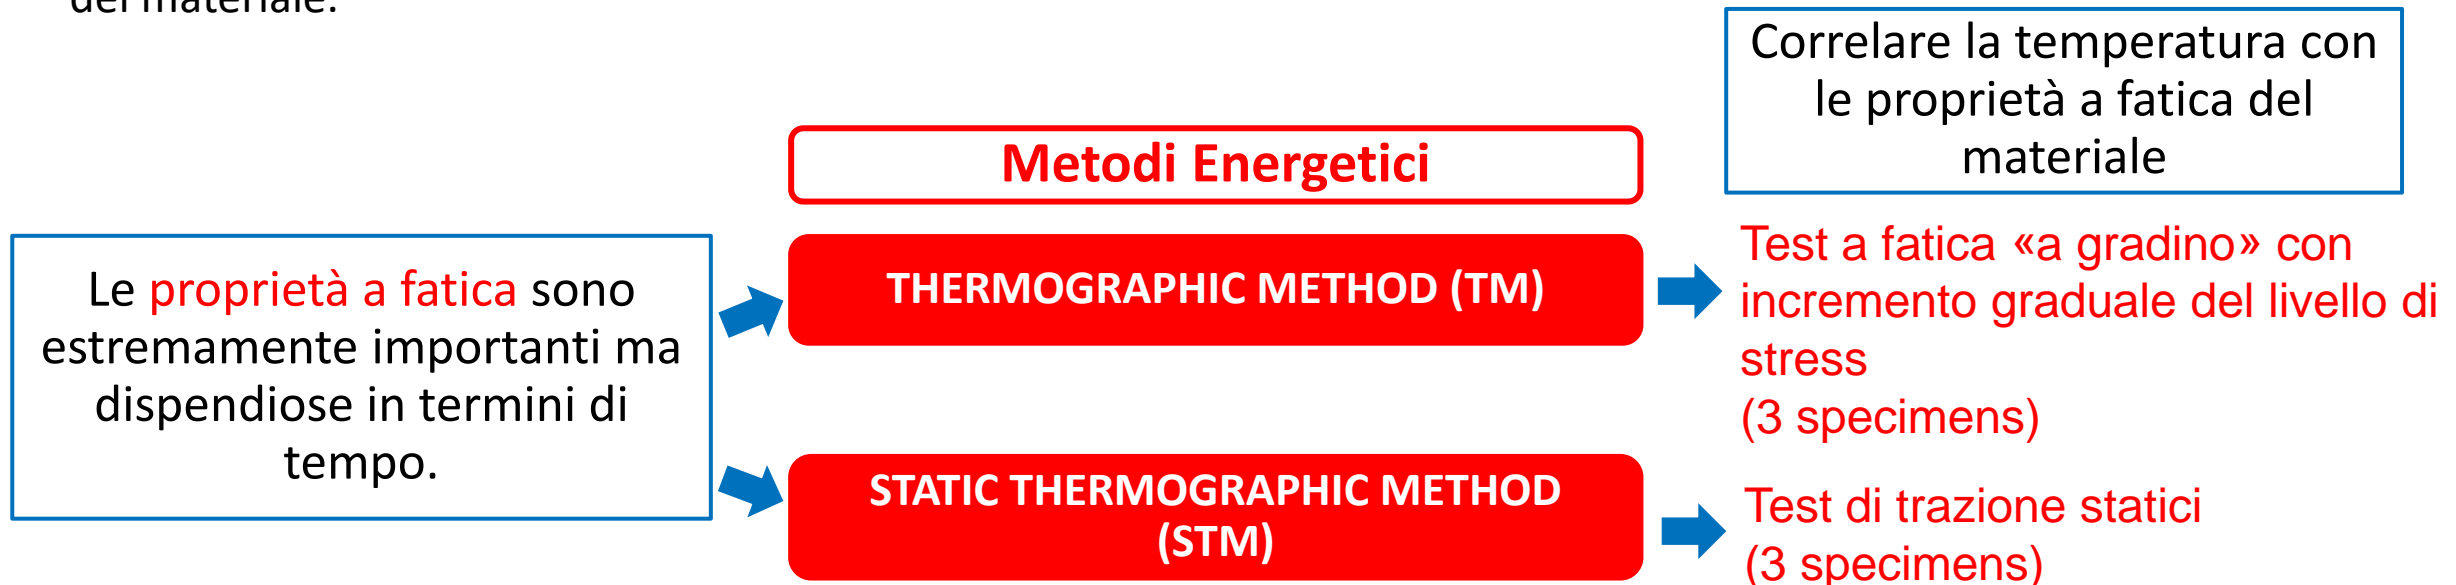 del materiale.
Correlare la temperatura con
le proprietà a fatica del
materiale
Metodi Energetici
Le proprietà a fatica sono
estremamente importanti ma
dispendiose in termini di
tempo.
THERMOGRAPHIC METHOD (TM)
Test a fatica «a gradino» con
incremento graduale del livello di
stress
(3 specimens)
STATIC THERMOGRAPHIC METHOD
(STM)
Test di trazione statici
(3 specimens)